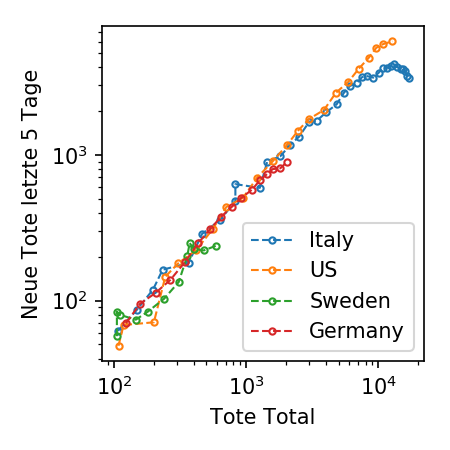 Neue Tote letzte 5 Tage
10³
10²
Italy
US
Sweden
Germany
10² 10³ 10⁴
Tote Total